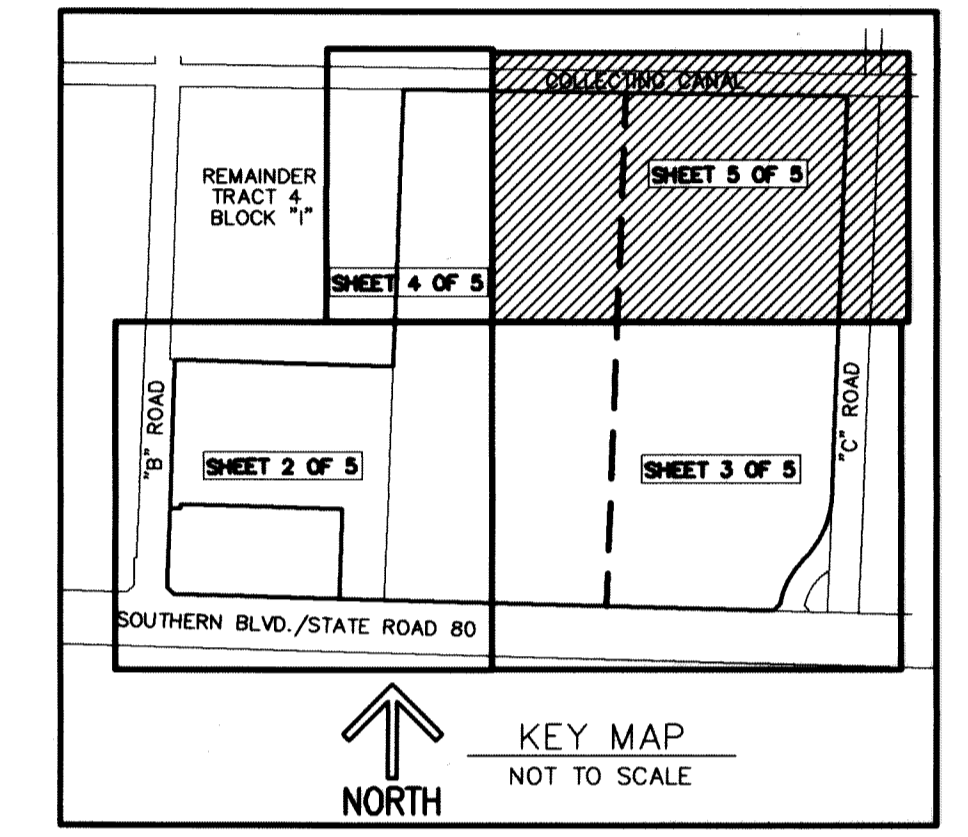 COLLECTING CANAL
SHEET 5 OF 5
REMAINDER
TRACT 4
BLOCK "I"
SHEET 4 OF 5
"B" ROAD
"C" ROAD
SHEET 2 OF 5
SHEET 3 OF 5
SOUTHERN BLVD./STATE ROAD 80
KEY MAP
NOT TO SCALE
NORTH